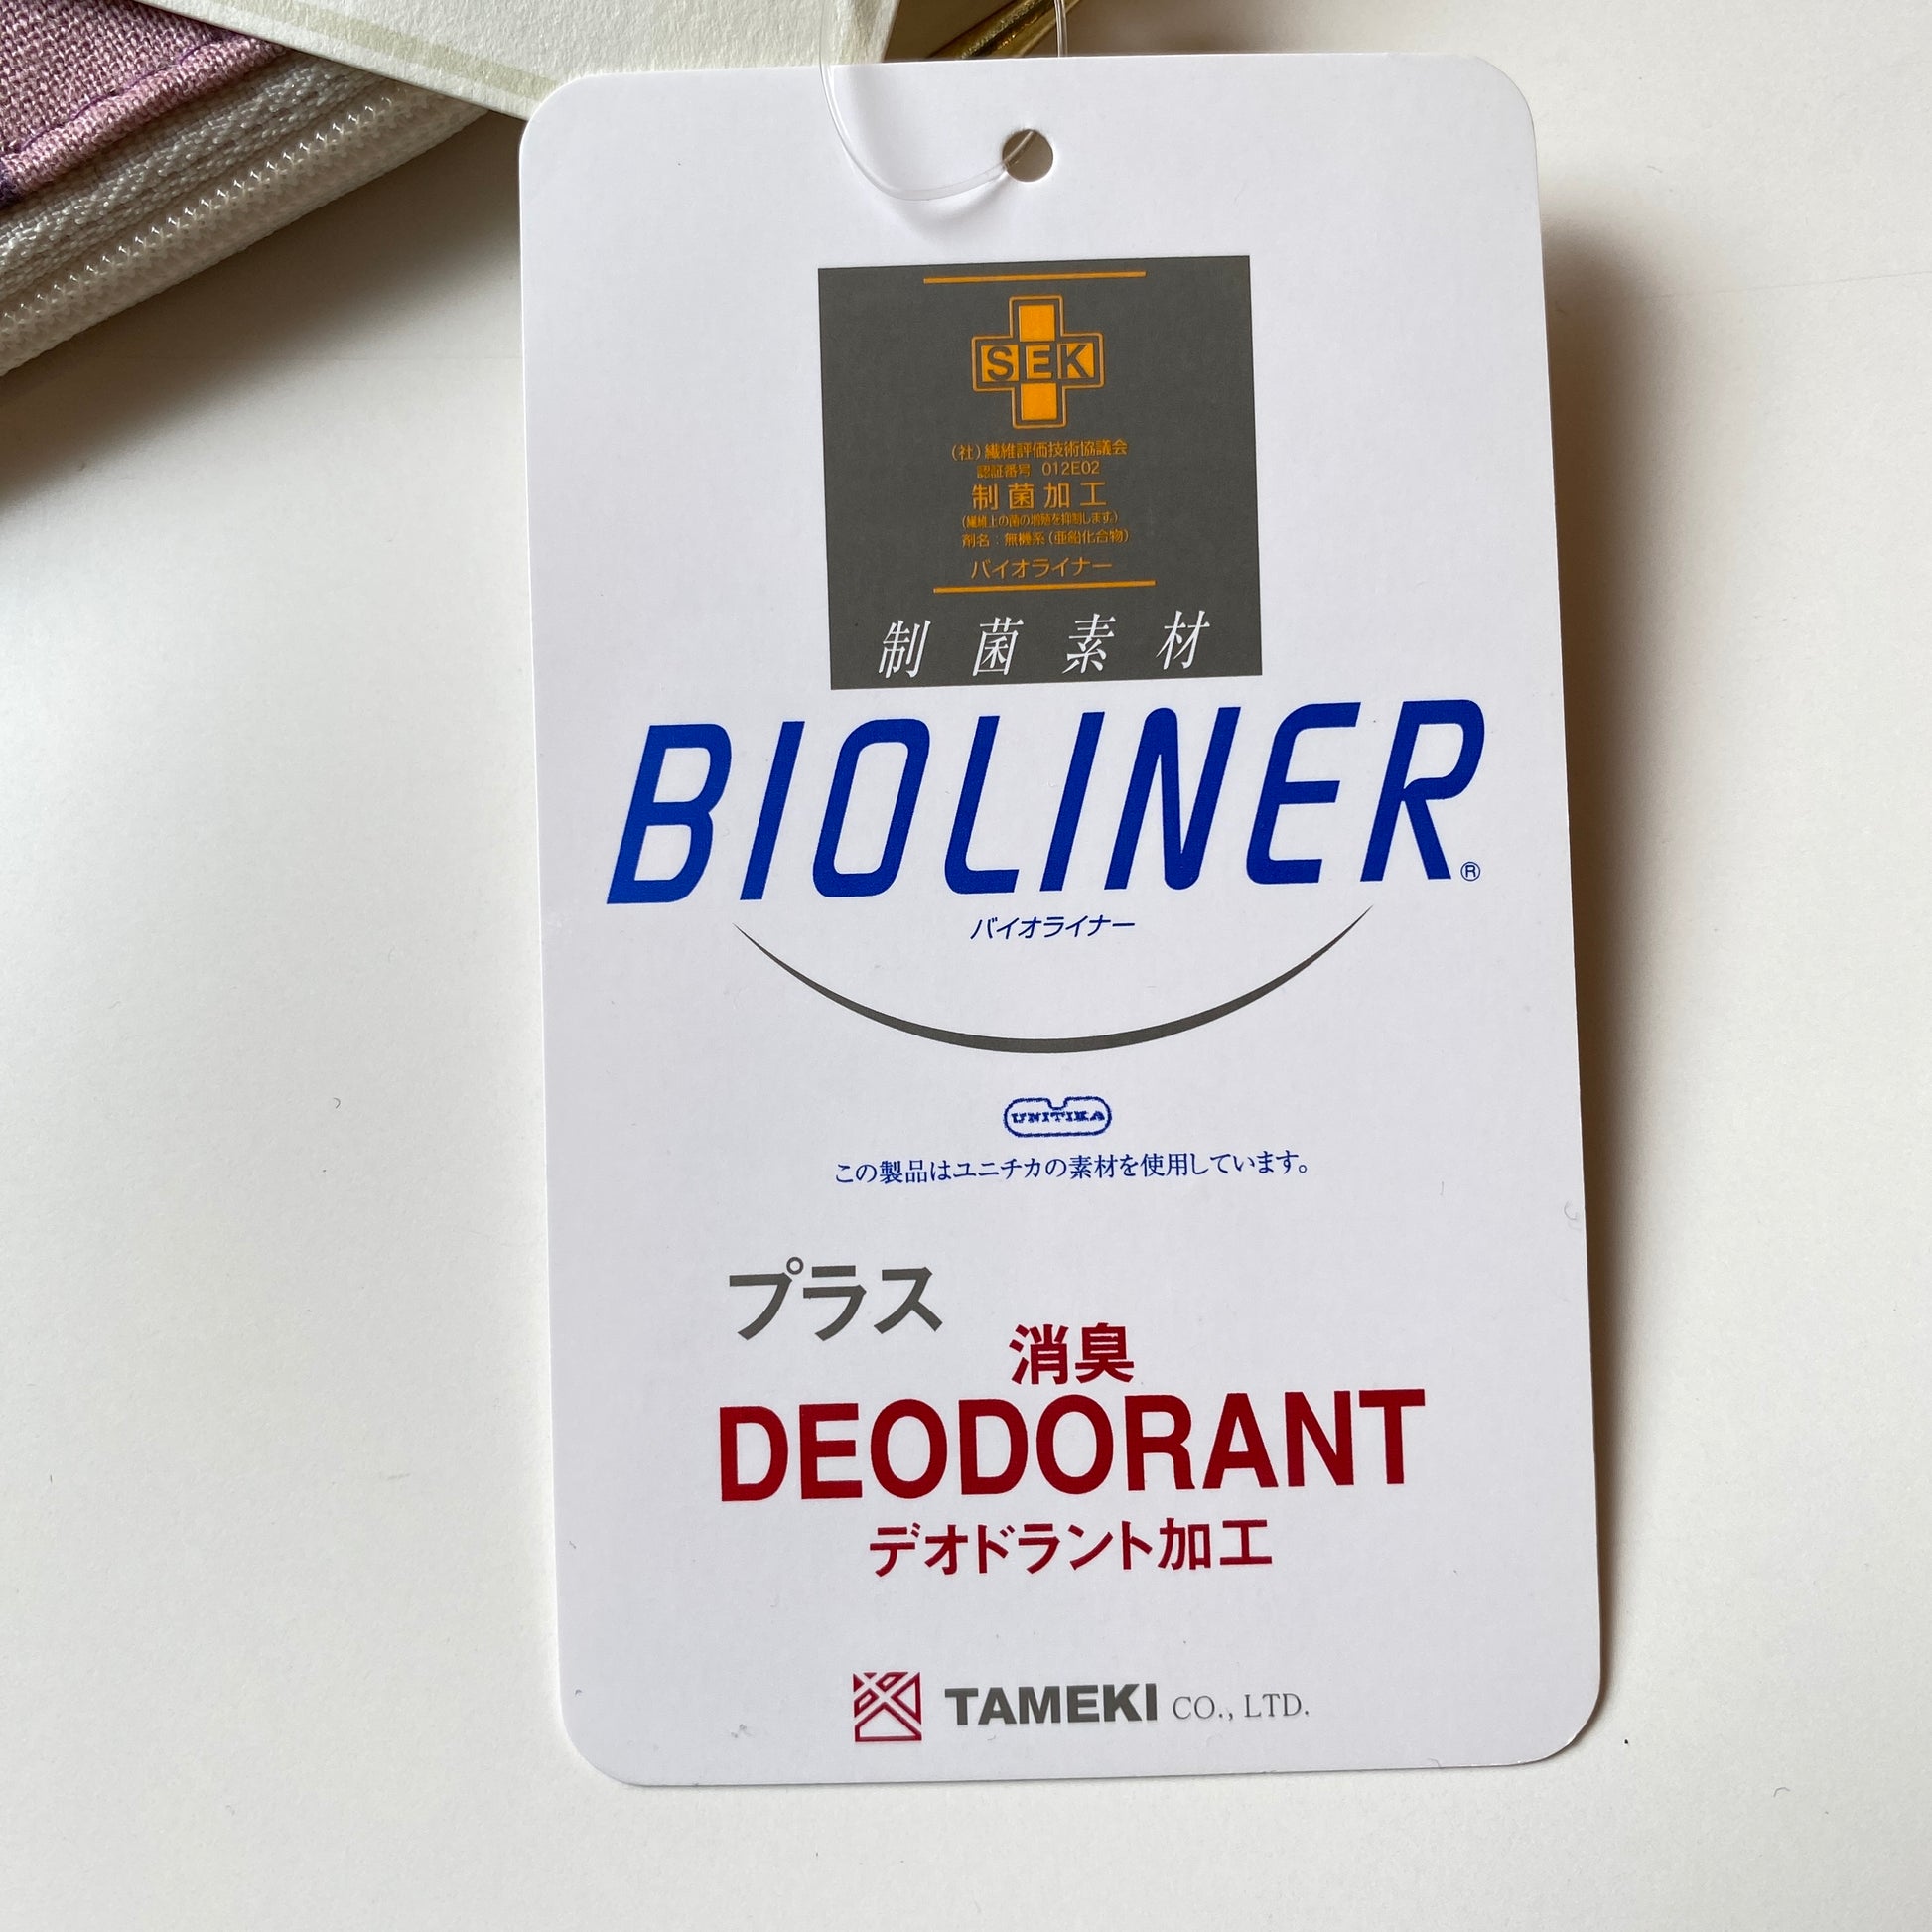 SEK
(社)繊維評価技術協議会
認証番号 012E02
制菌加工
(繊維上の菌の増殖を抑制します。)
剤名：無機系(亜鉛化合物)
バイオライナー
制菌素材
BIOLINER®
バイオライナー
UNITIKA
この製品はユニチカの素材を使用しています。
プラス
消臭
DEODORANT
デオドラント加工
TAMEKI CO., LTD.